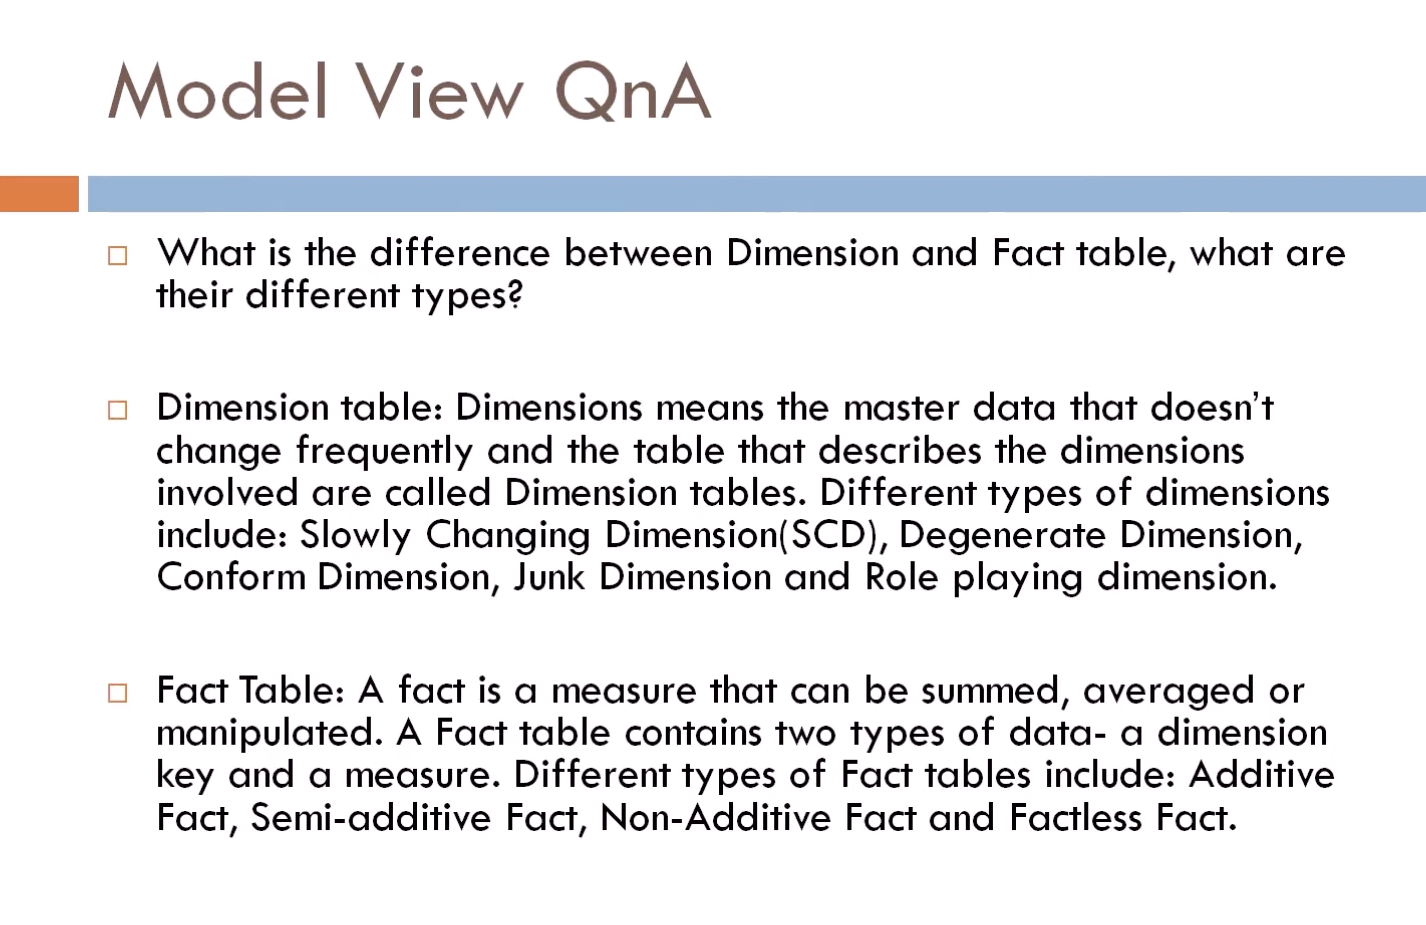 Model View QnA
What is the difference between Dimension and Fact table, what are
their different types?
Dimension table: Dimensions means the master data that doesn’t
change frequently and the table that describes the dimensions
involved are called Dimension tables. Different types of dimensions
include: Slowly Changing Dimension(SCD), Degenerate Dimension,
Conform Dimension, Junk Dimension and Role playing dimension.
Fact Table: A fact is a measure that can be summed, averaged or
manipulated. A Fact table contains two types of data- a dimension
key and a measure. Different types of Fact tables include: Additive
Fact, Semi-additive Fact, Non-Additive Fact and Factless Fact.